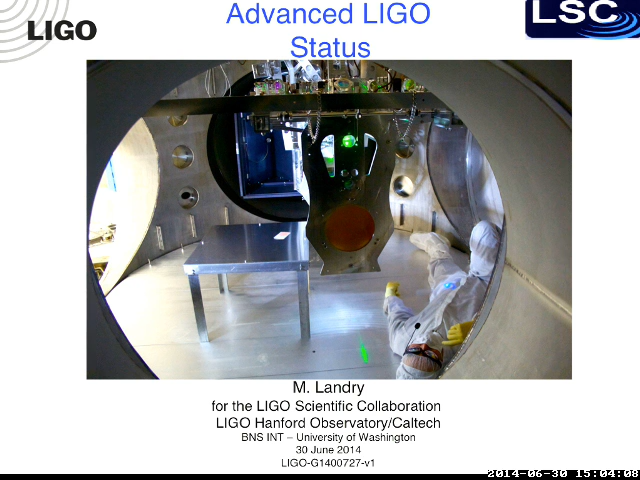 LIGO
Advanced LIGO
Status
LSC
M. Landry
for the LIGO Scientific Collaboration
LIGO Hanford Observatory/Caltech
BNS INT – University of Washington
30 June 2014
LIGO-G1400727-v1
2014-06-30 15:04:08